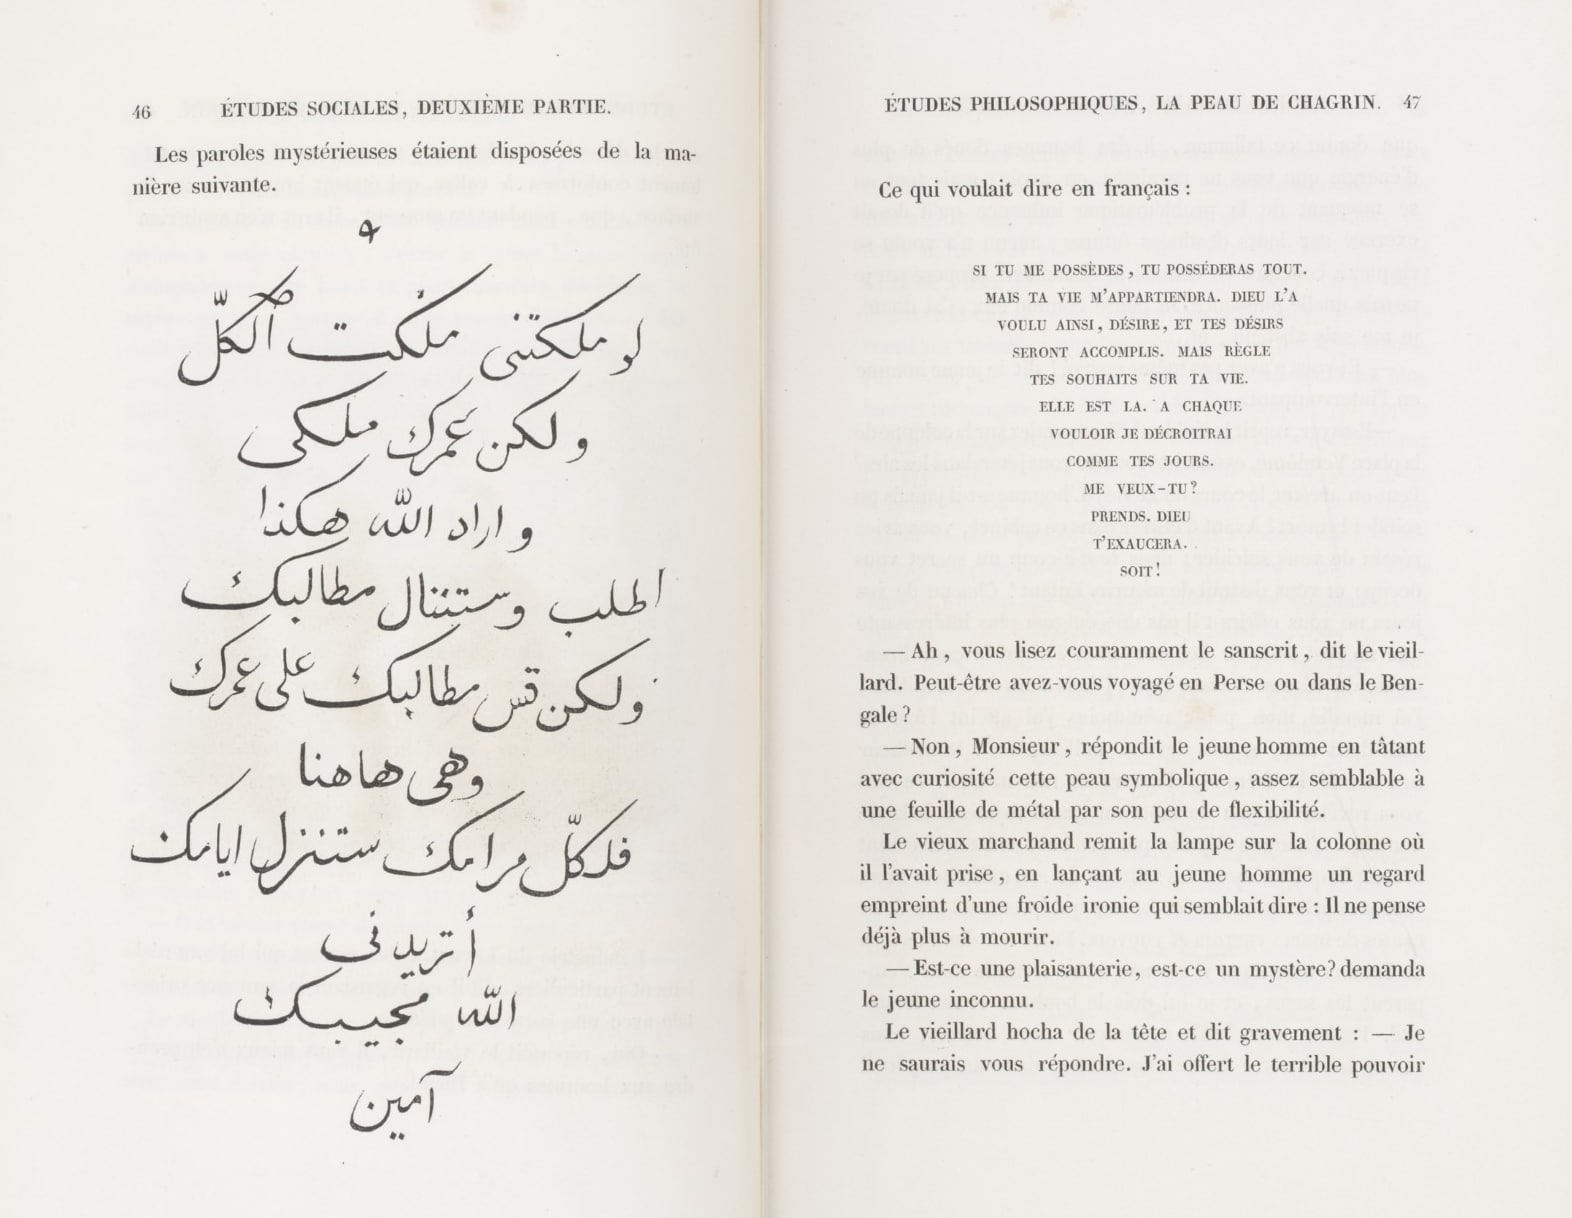 46 ÉTUDES SOCIALES, DEUXIÈME PARTIE.
Les paroles mystérieuses étaient disposées de la ma-
nière suivante.
لو ملكتنى ملكت آلكلّ
ولكن عمرك ملكى
واراد الله هكذا
اطلب وستننال مطالبك
ولكن قس مطالبك على عمرك
وهى هاهنا
فلكلّ مرامك ستنزل ايامك
أتريد فى
الله مجيبك
آمين
ÉTUDES PHILOSOPHIQUES, LA PEAU DE CHAGRIN. 47
Ce qui voulait dire en français :
SI TU ME POSSÈDES, TU POSSÉDERAS TOUT.
MAIS TA VIE M'APPARTIENDRA. DIEU L'A
VOULU AINSI, DÉSIRE, ET TES DÉSIRS
SERONT ACCOMPLIS. MAIS RÈGLE
TES SOUHAITS SUR TA VIE.
ELLE EST LA. A CHAQUE
VOULOIR JE DÉCROITRAI
COMME TES JOURS.
ME VEUX-TU?
PRENDS. DIEU
T'EXAUCERA.
SOIT!
— Ah, vous lisez couramment le sanscrit, dit le vieil-
lard. Peut-être avez-vous voyagé en Perse ou dans le Ben-
gale?
— Non, Monsieur, répondit le jeune homme en tâtant
avec curiosité cette peau symbolique, assez semblable à
une feuille de métal par son peu de flexibilité.
Le vieux marchand remit la lampe sur la colonne où
il l'avait prise, en lançant au jeune homme un regard
empreint d'une froide ironie qui semblait dire : Il ne pense
déjà plus à mourir.
— Est-ce une plaisanterie, est-ce un mystère? demanda
le jeune inconnu.
Le vieillard hocha de la tête et dit gravement : — Je
ne saurais vous répondre. J'ai offert le terrible pouvoir